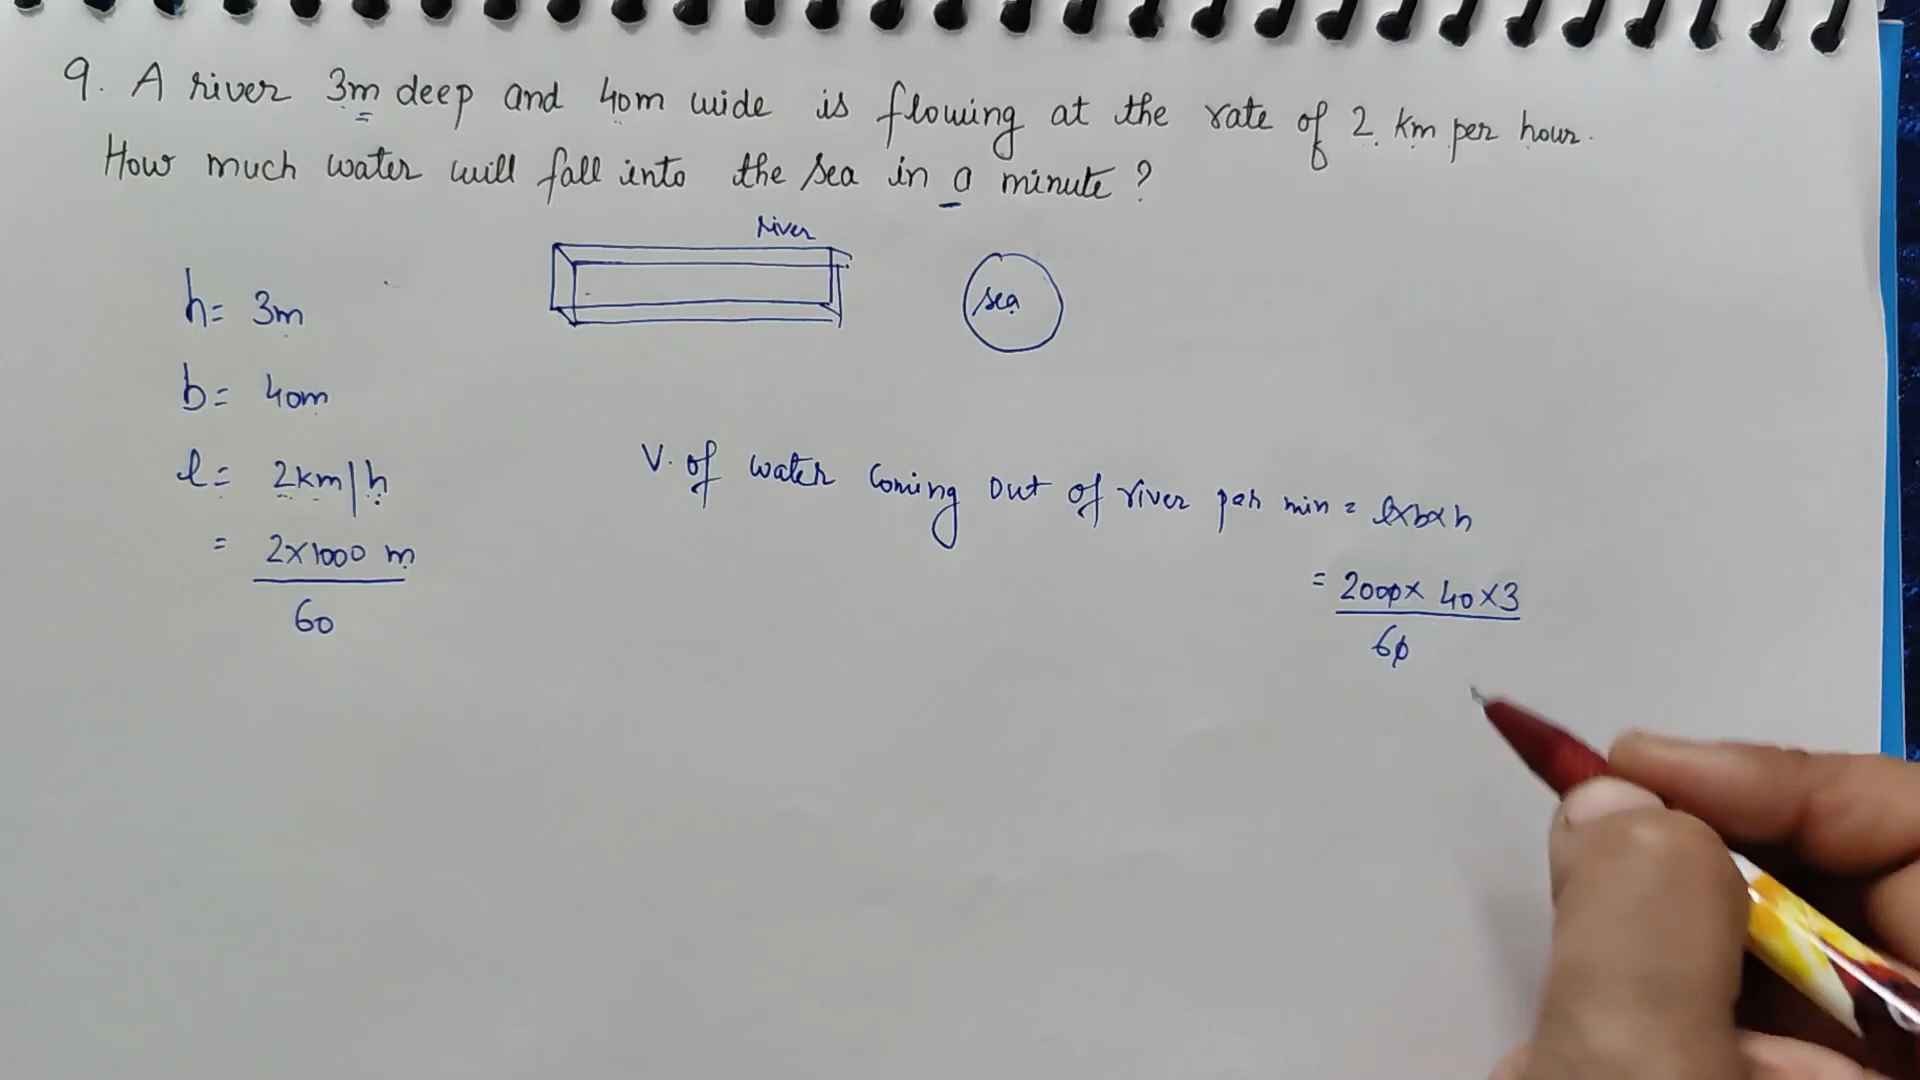 9. A river 3m deep and 40m wide is flowing at the rate of 2 km per hour.
How much water will fall into the sea in a minute?
river
sea
h= 3m
b= 40m
l= 2km/h
= 2×1000 m
60
V. of water coming out of river per min = l×b×h
= 2000× 40×3
60